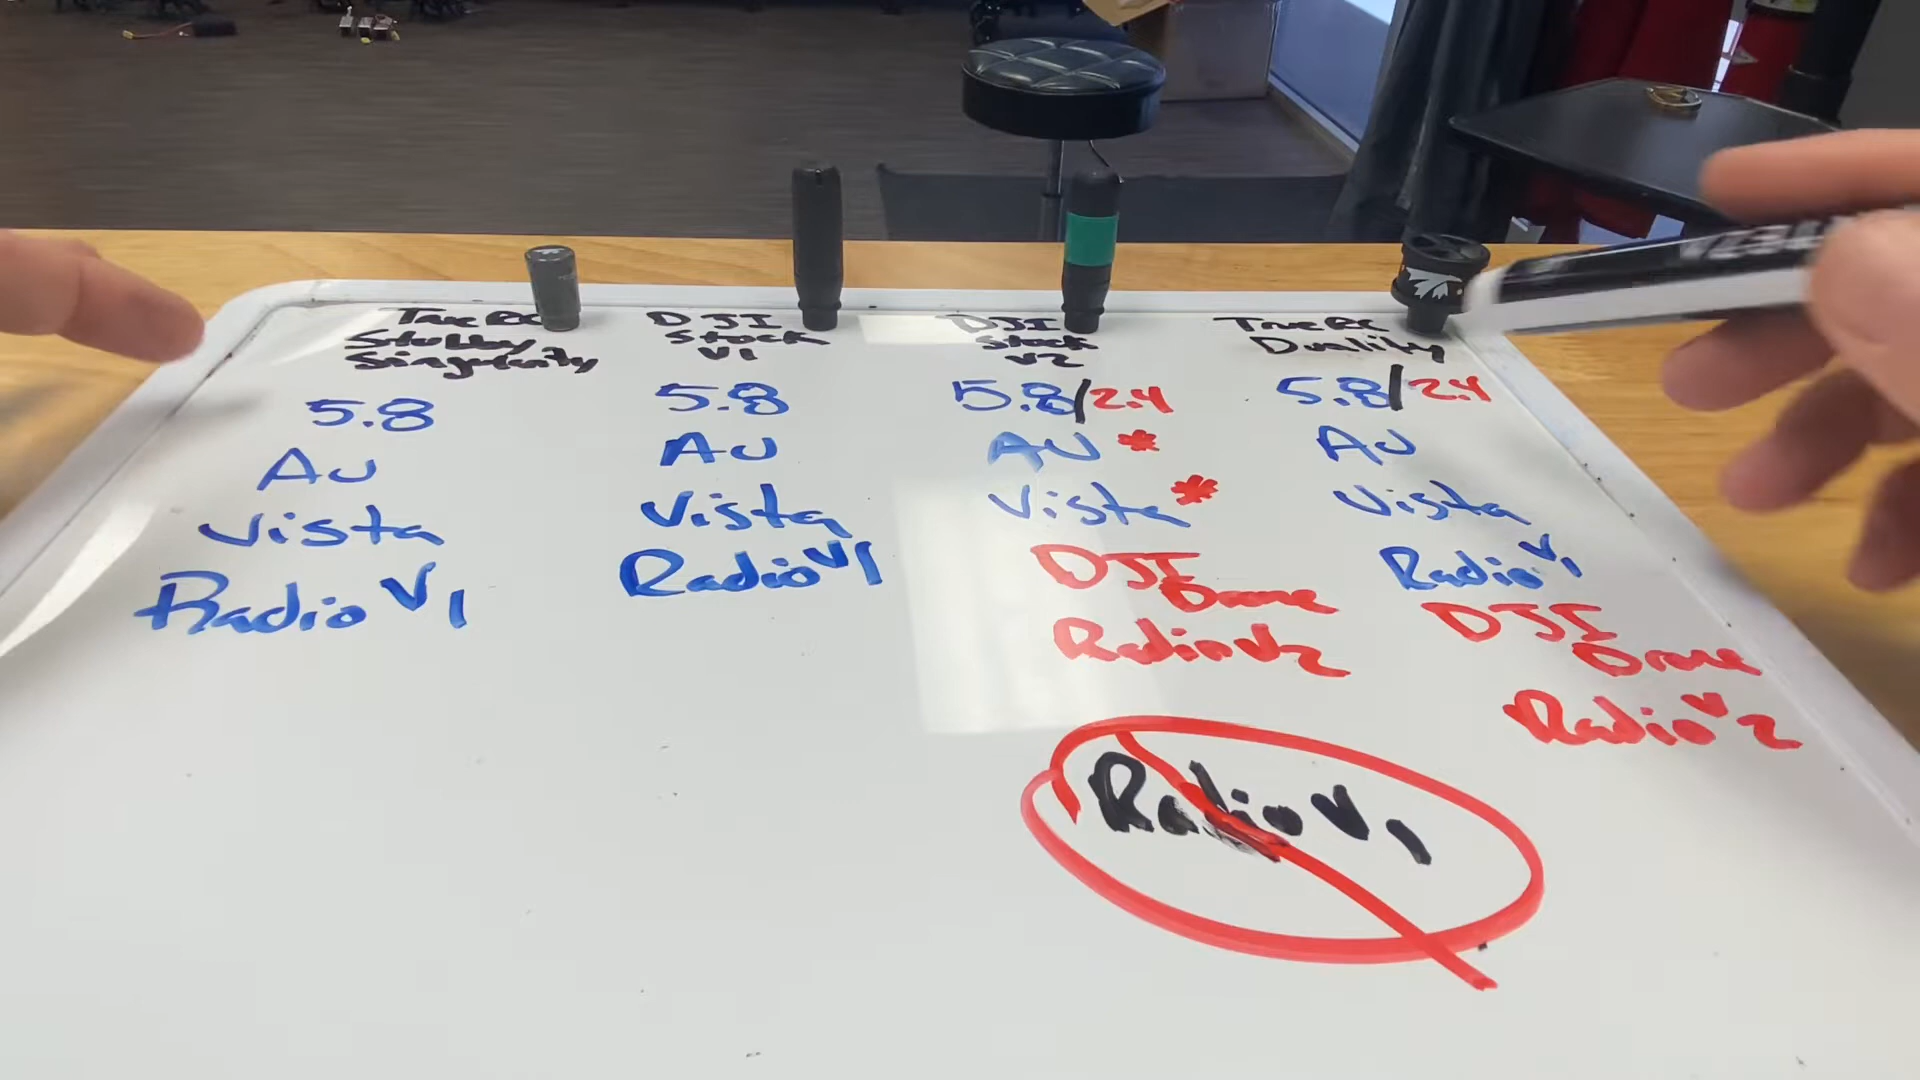 TrueRC
Stubby
Singularity
5.8
AU
Vista
Radio V1
DJI
Stock
V1
5.8
AU
Vista
Radio V1
DJI
Stock
V2
5.8/2.4
AU *
Vista *
DJI
Drone
Radio V2
TrueRC
Duality
5.8/2.4
AU
Vista
Radio V1
DJI
Drone
Radio V2
Radio V1